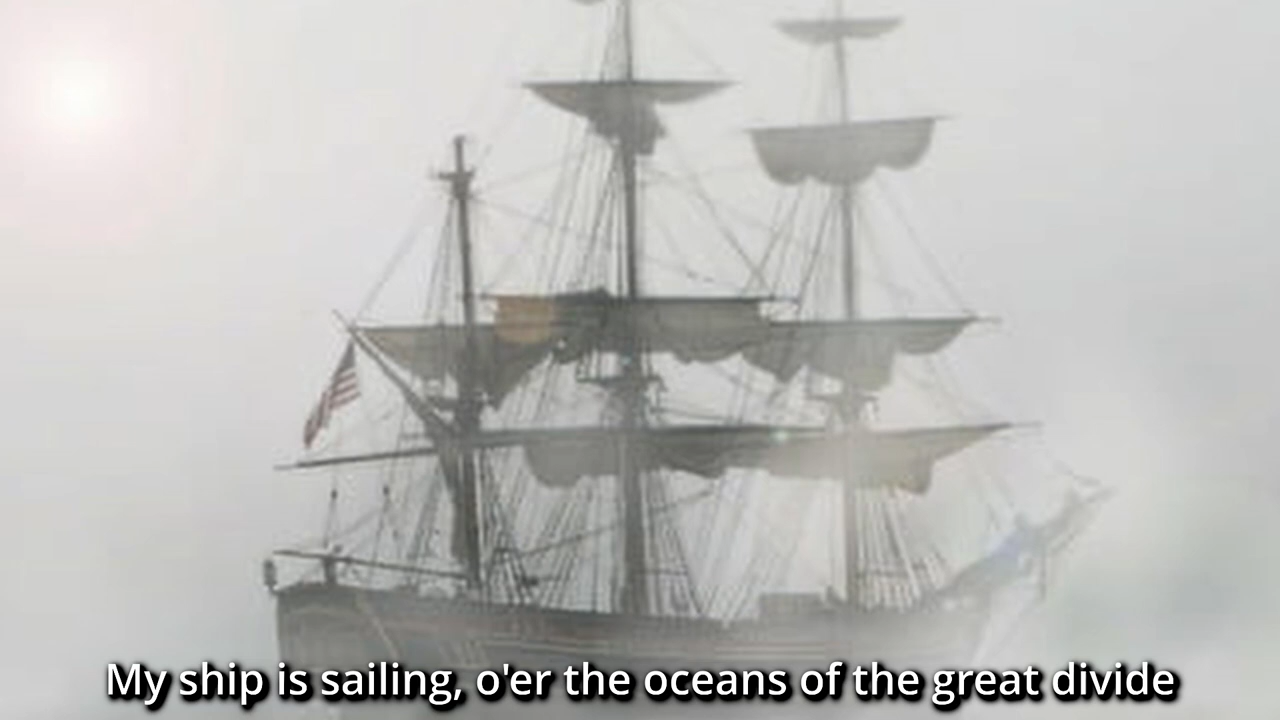 My ship is sailing, o'er the oceans of the great divide